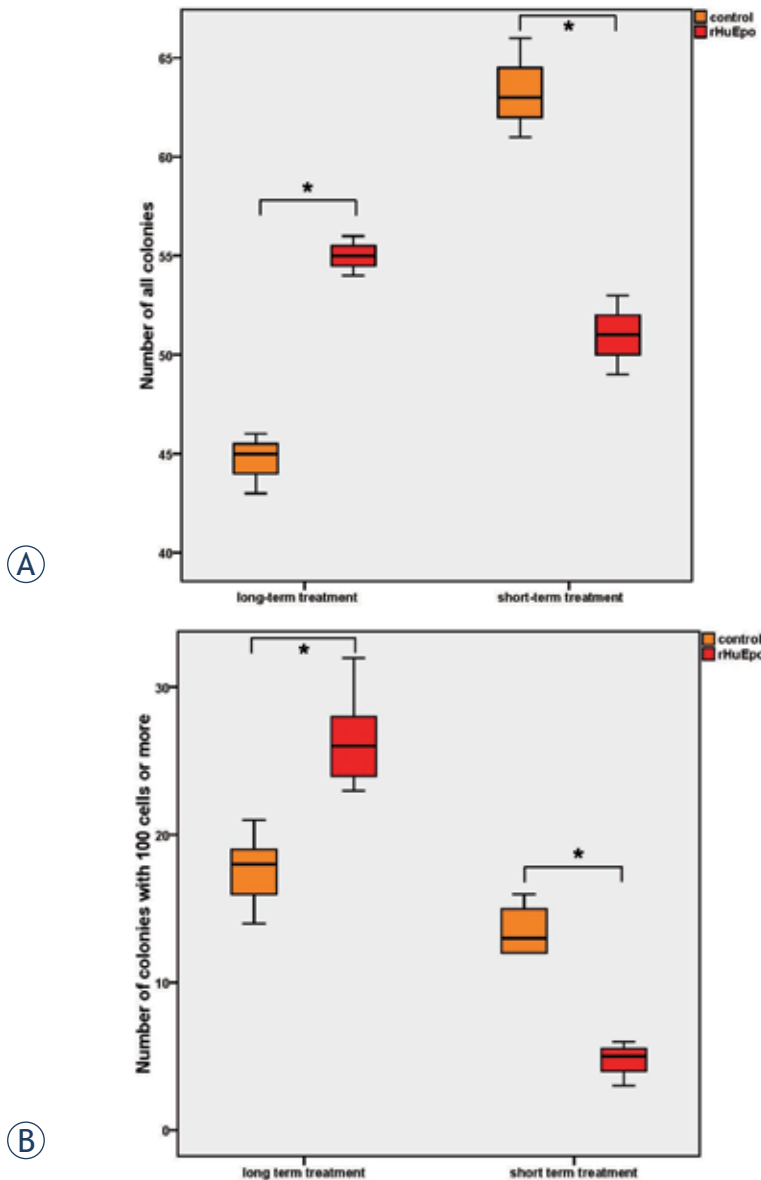 control
rHuEpo
Number of all colonies
65
*
60
*
55
50
45
40
A
long-term treatment
short-term treatment
control
rHuEpo
Number of colonies with 100 cells or more
*
30
20
*
10
0
B
long term treatment
short term treatment